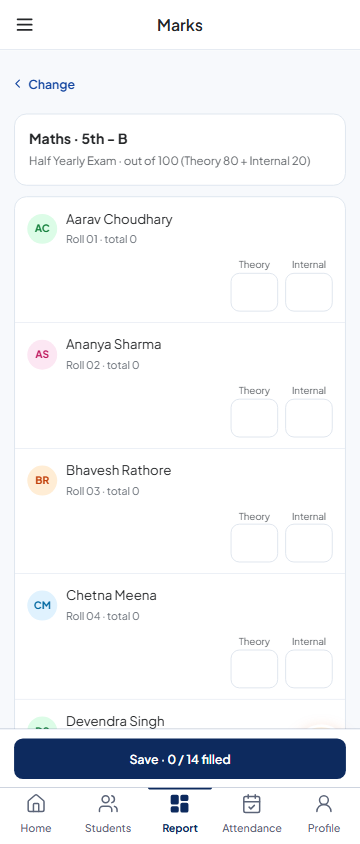 Marks
Change
Maths · 5th - B
Half Yearly Exam · out of 100 (Theory 80 + Internal 20)
AC
Aarav Choudhary
Roll 01 · total 0
Theory
Internal
AS
Ananya Sharma
Roll 02 · total 0
Theory
Internal
BR
Bhavesh Rathore
Roll 03 · total 0
Theory
Internal
CM
Chetna Meena
Roll 04 · total 0
Theory
Internal
Devendra Singh
Save · 0 / 14 filled
Home
Students
Report
Attendance
Profile